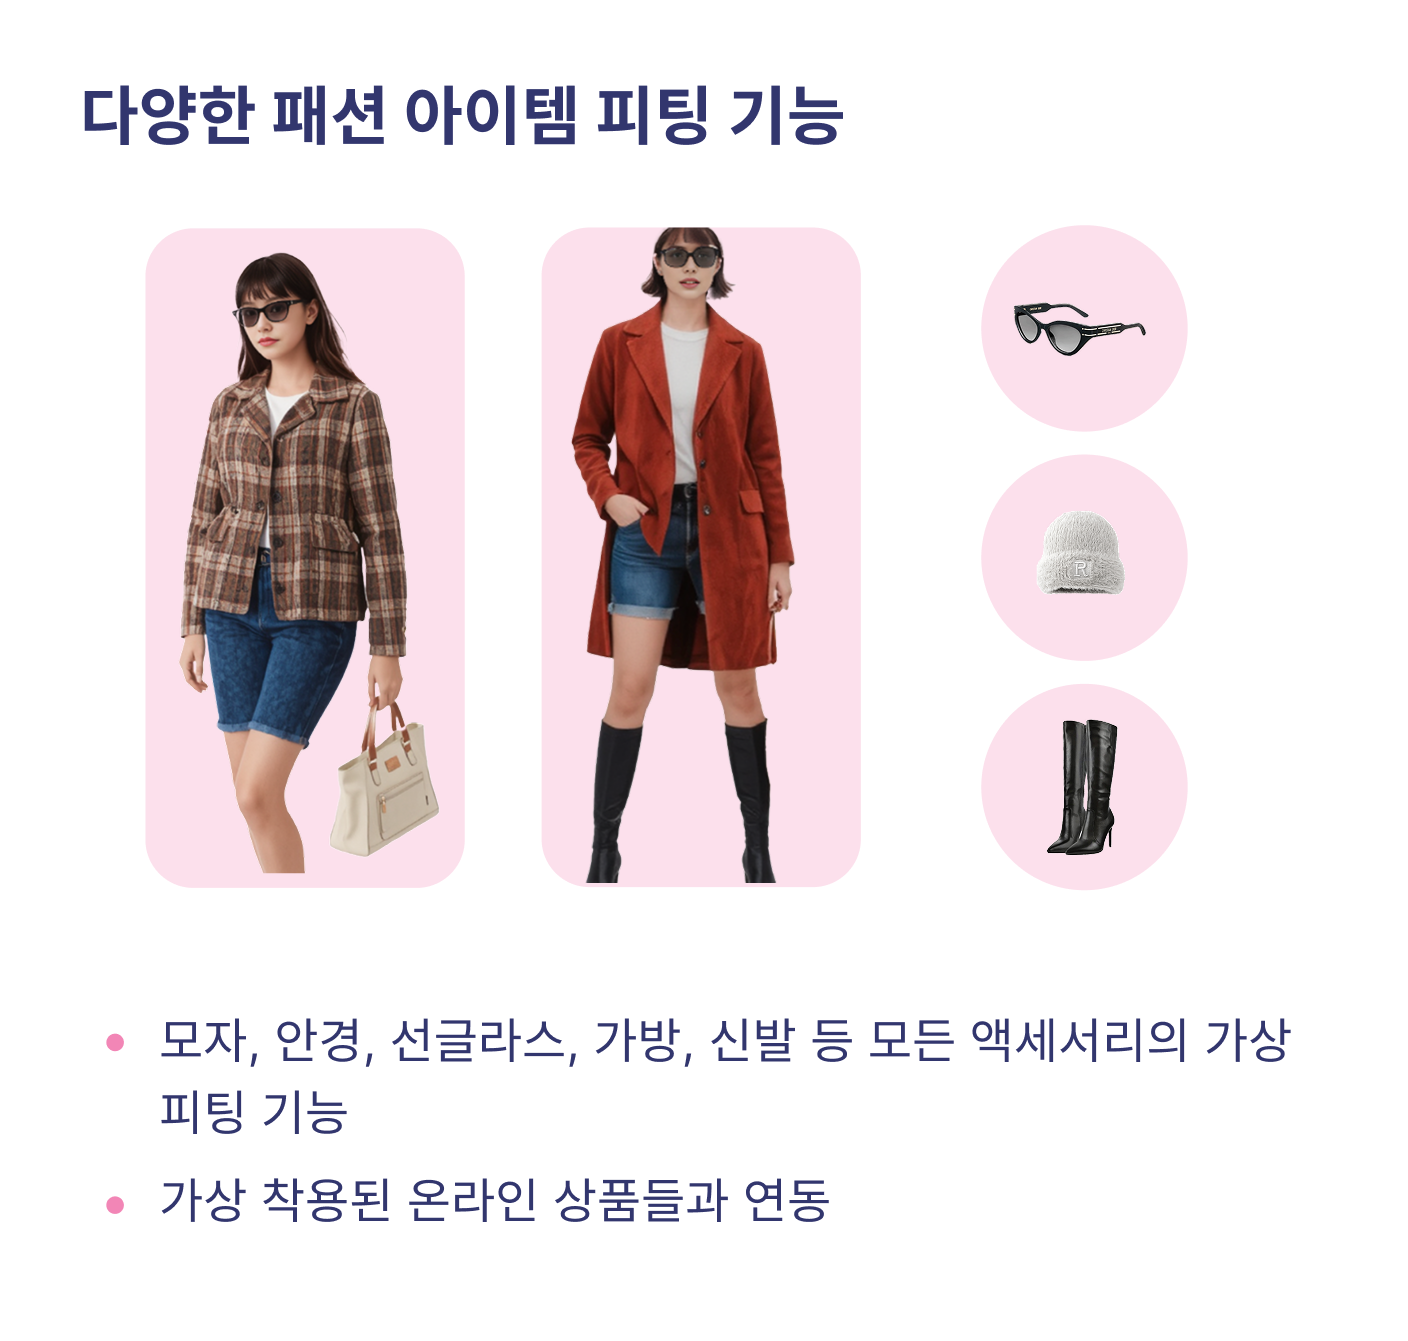 다양한 패션 아이템 피팅 기능
R
모자, 안경, 선글라스, 가방, 신발 등 모든 액세서리의 가상
피팅 기능
가상 착용된 온라인 상품들과 연동